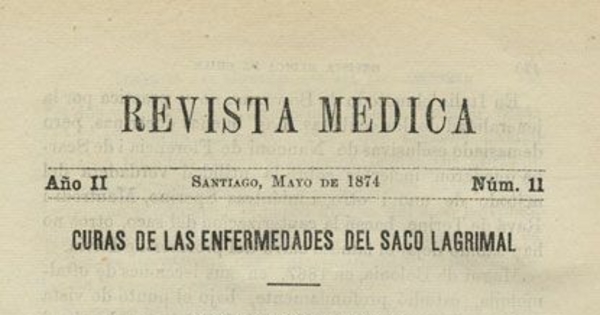 REVISTA MEDICA
Año II Santiago, Mayo de 1874 Núm. 11
CURAS DE LAS ENFERMEDADES DEL SACO LAGRIMAL